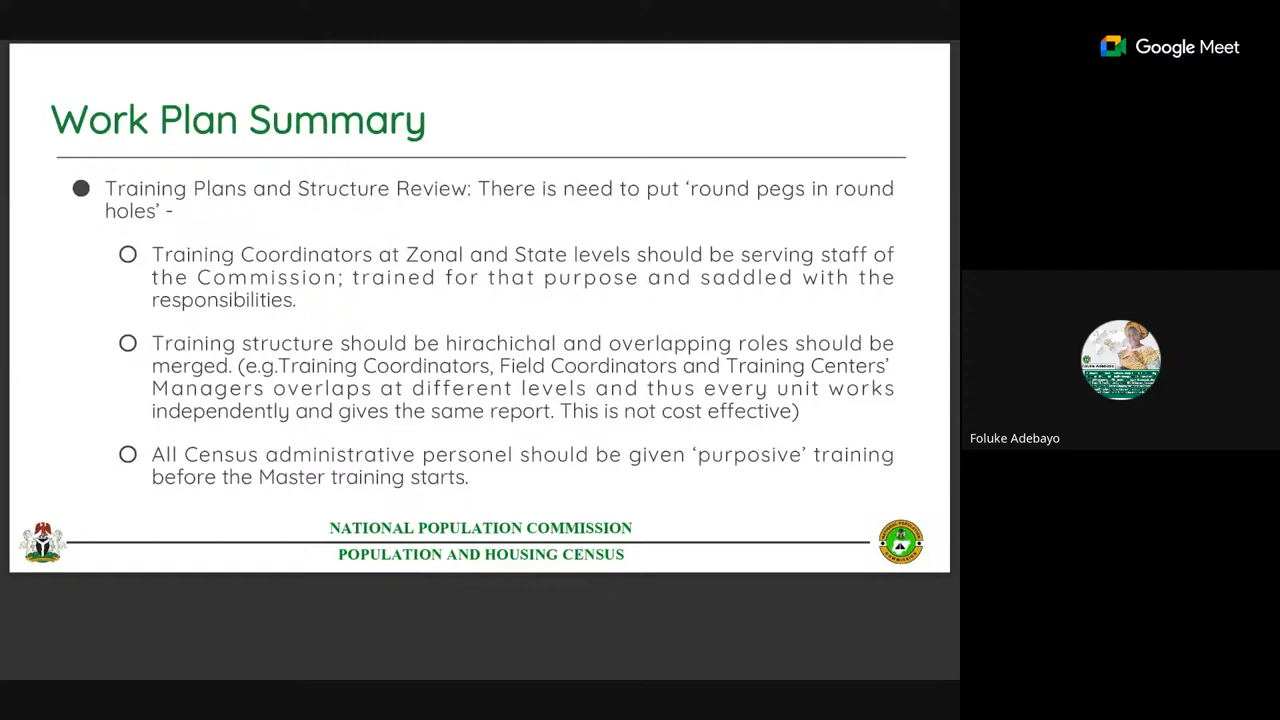 Google Meet
Work Plan Summary
Training Plans and Structure Review: There is need to put ‘round pegs in round
holes’ -
Training Coordinators at Zonal and State levels should be serving staff of
the Commission; trained for that purpose and saddled with the
responsibilities.
Training structure should be hirachichal and overlapping roles should be
merged. (e.g.Training Coordinators, Field Coordinators and Training Centers’
Managers overlaps at different levels and thus every unit works
independently and gives the same report. This is not cost effective)
All Census administrative personel should be given ‘purposive’ training
before the Master training starts.
NATIONAL POPULATION COMMISSION
POPULATION AND HOUSING CENSUS
Foluke Adebayo